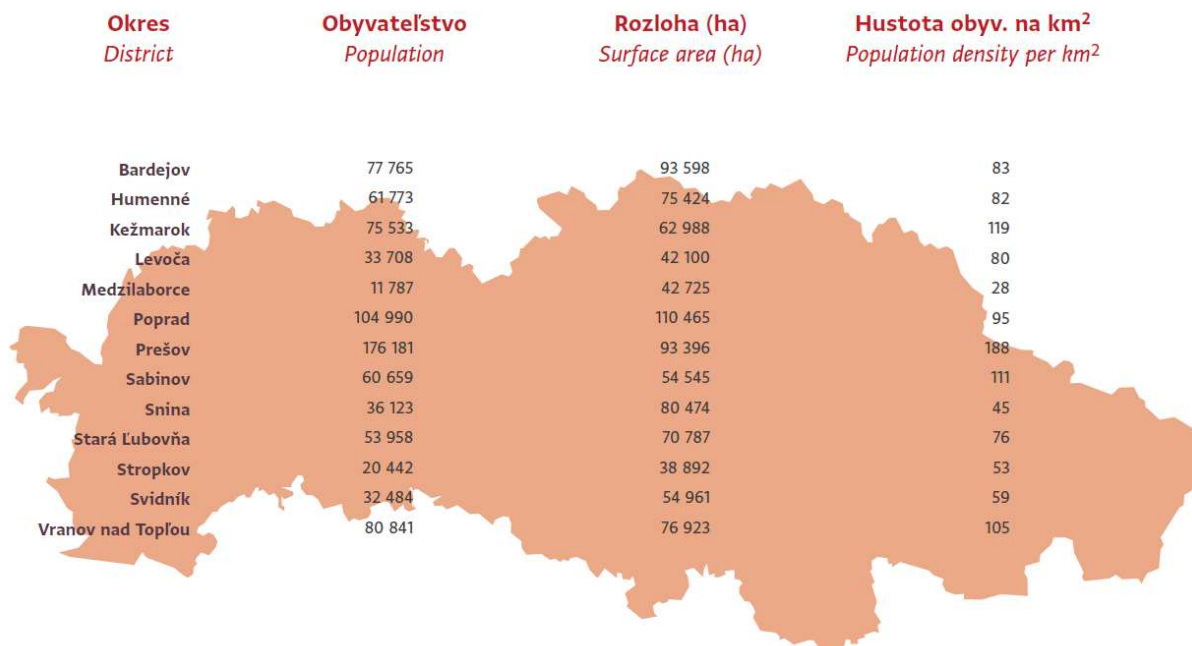 Okres Obyvateľstvo Rozloha (ha) Hustota obyv. na km²
District Population Surface area (ha) Population density per km²
Bardejov 77 765 93 598 83
Humenné 61 773 75 424 82
Kežmarok 75 533 62 988 119
Levoča 33 708 42 100 80
Medzilaborce 11 787 42 725 28
Poprad 104 990 110 465 95
Prešov 176 181 93 396 188
Sabinov 60 659 54 545 111
Snina 36 123 80 474 45
Stará Ľubovňa 53 958 70 787 76
Stropkov 20 442 38 892 53
Svidník 32 484 54 961 59
Vranov nad Topľou 80 841 76 923 105